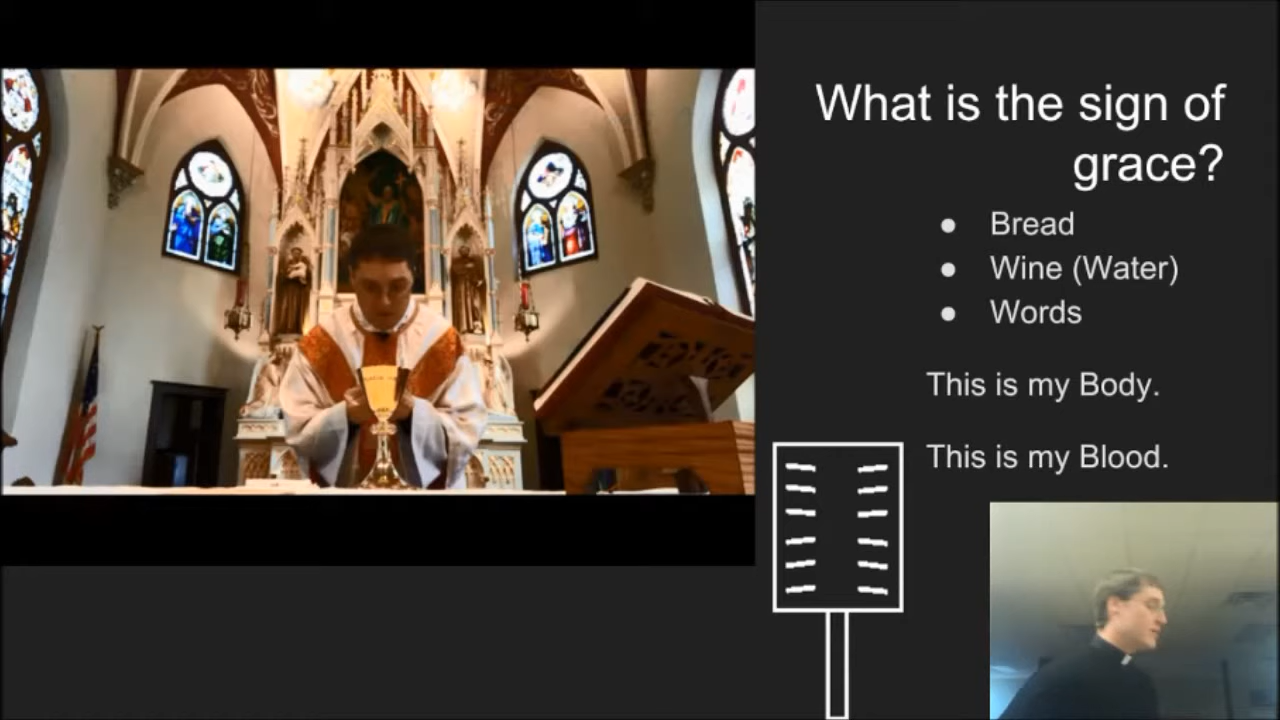 What is the sign of
grace?
● Bread
● Wine (Water)
● Words
This is my Body.
This is my Blood.